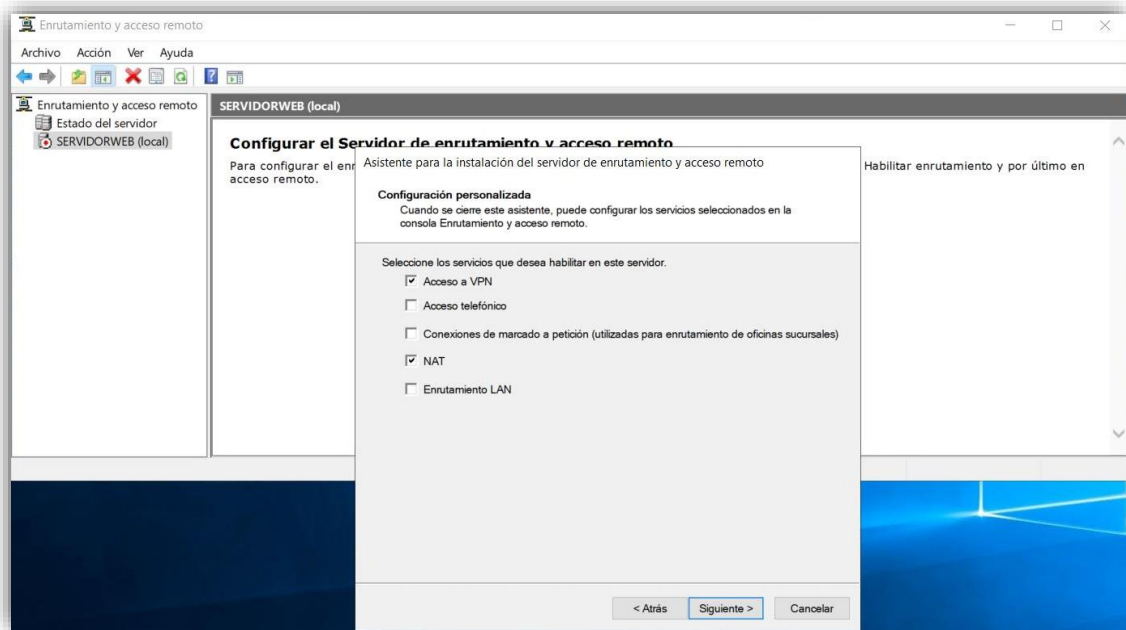 Enrutamiento y acceso remoto
Archivo Acción Ver Ayuda
Enrutamiento y acceso remoto
Estado del servidor
SERVIDORWEB (local)
SERVIDORWEB (local)
Configurar el Servidor de enrutamiento y acceso remoto
Para configurar el
Habilitar enrutamiento y por último en
acceso remoto.
Asistente para la instalación del servidor de enrutamiento y acceso remoto
Configuración personalizada
Cuando se cierre este asistente, puede configurar los servicios seleccionados en la
consola Enrutamiento y acceso remoto.
Seleccione los servicios que desea habilitar en este servidor.
Acceso a VPN
Acceso telefónico
Conexiones de marcado a petición (utilizadas para enrutamiento de oficinas sucursales)
NAT
Enrutamiento LAN
< Atrás Siguiente > Cancelar